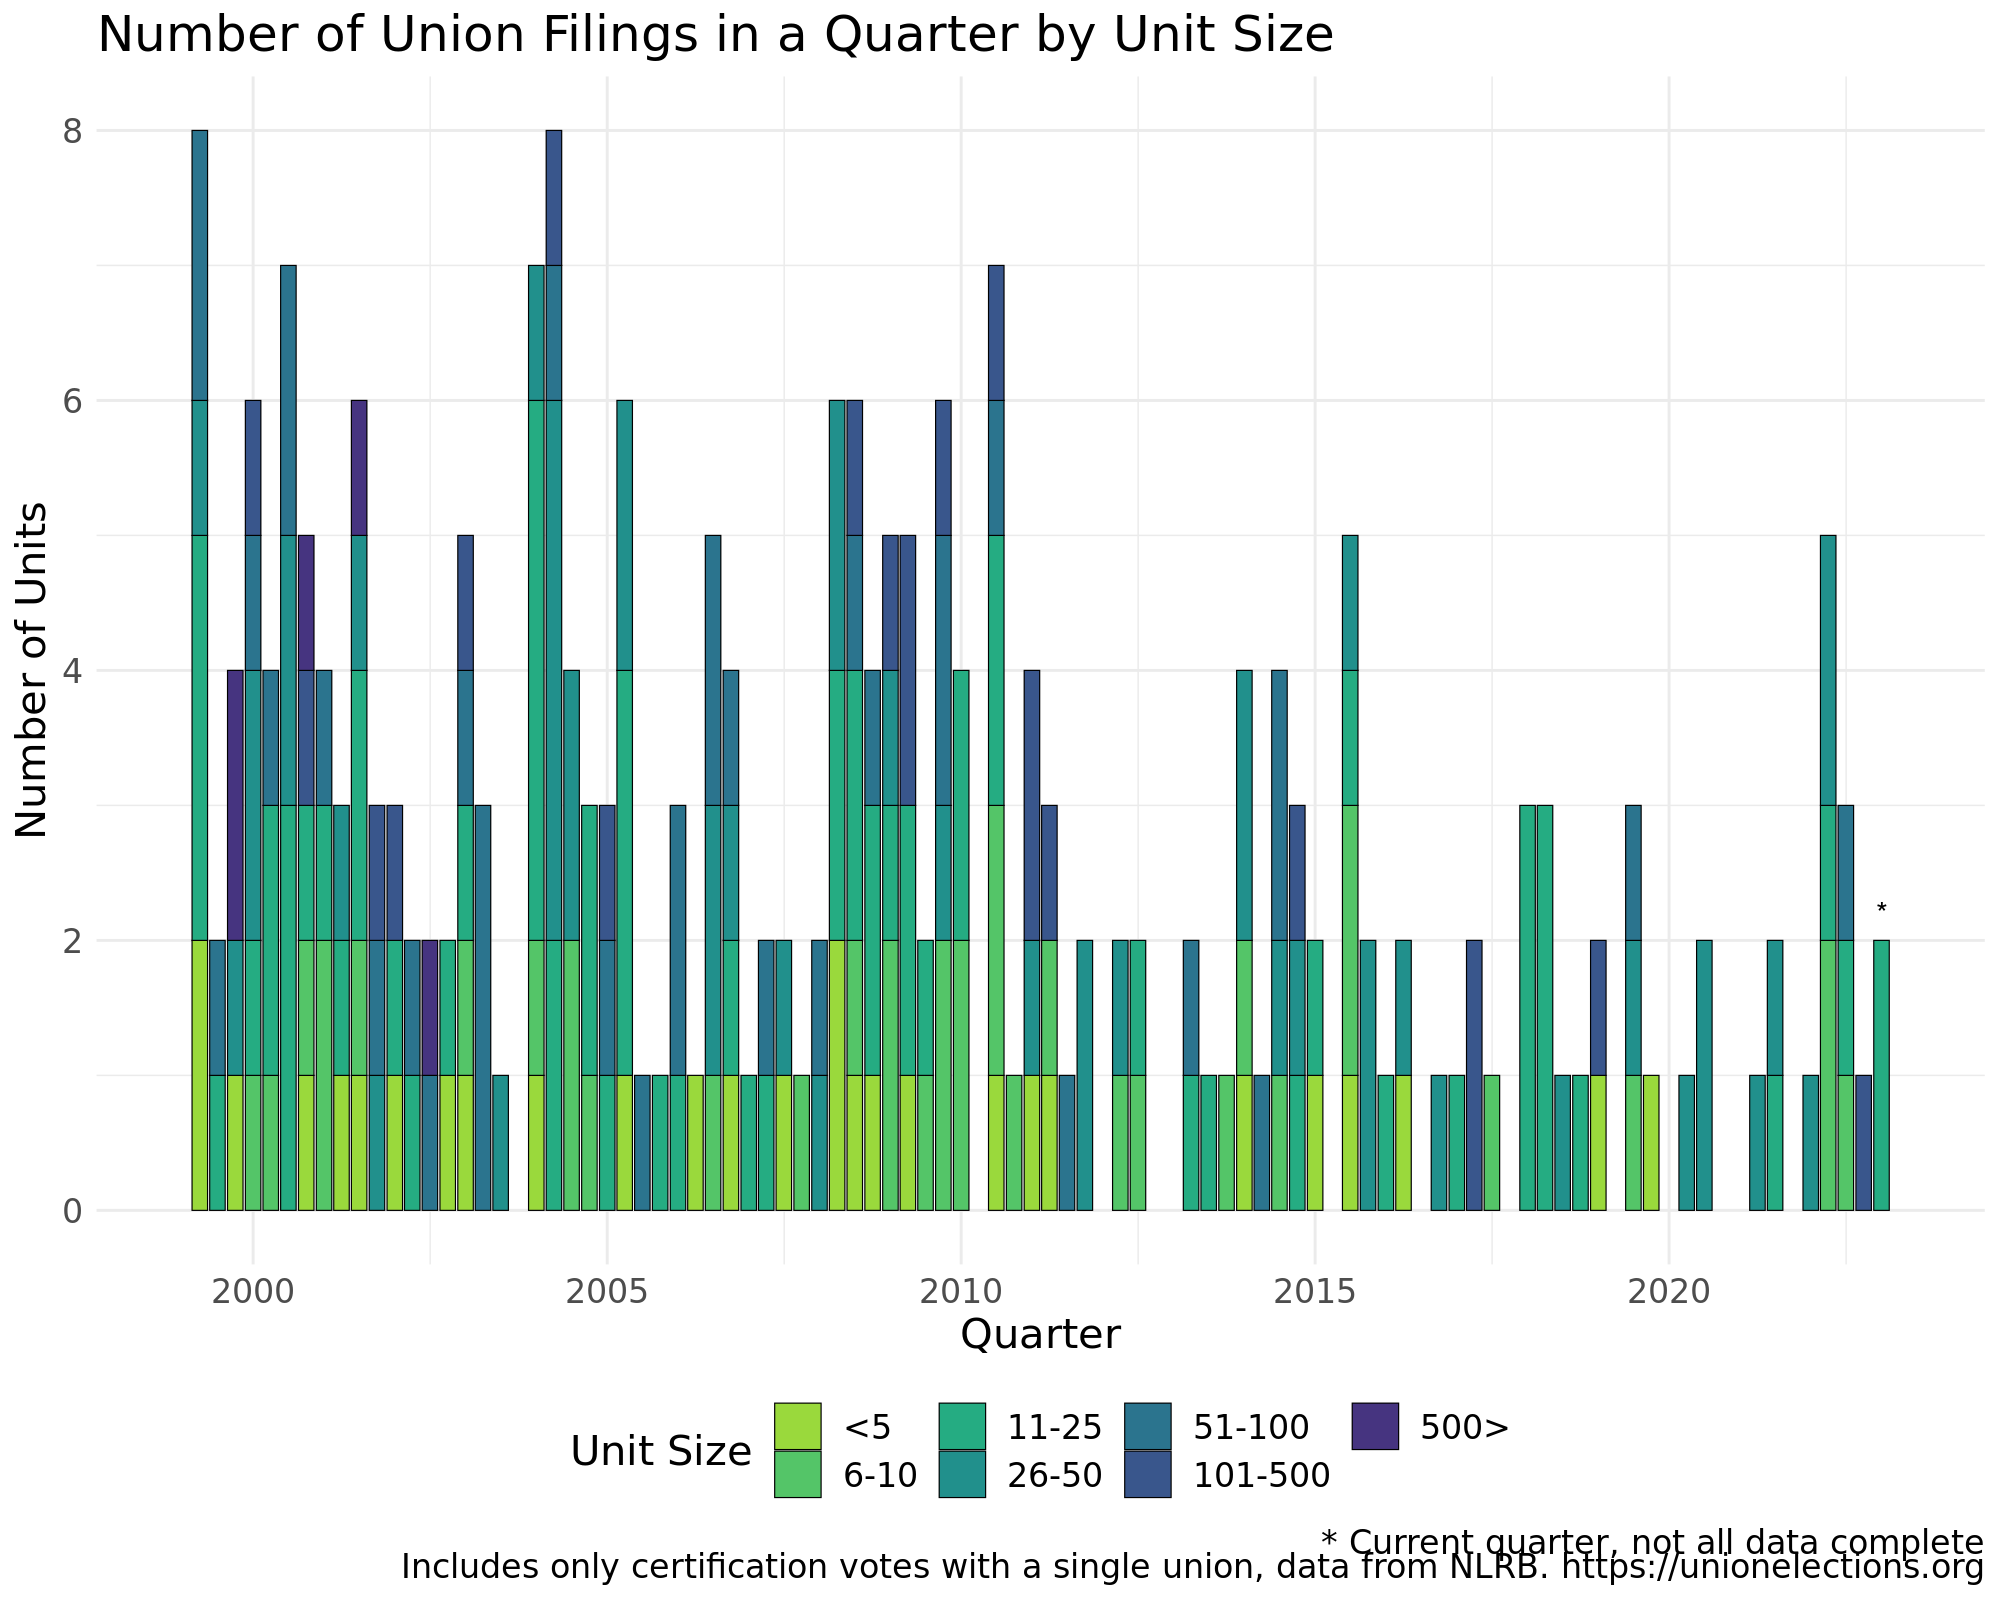 Number of Union Filings in a Quarter by Unit Size
Number of Units
8
6
4
2
0
*
2000 2005 2010 2015 2020
Quarter
Unit Size
<5 11-25 51-100 500>
6-10 26-50 101-500
* Current quarter, not all data complete
Includes only certification votes with a single union, data from NLRB. https://unionelections.org